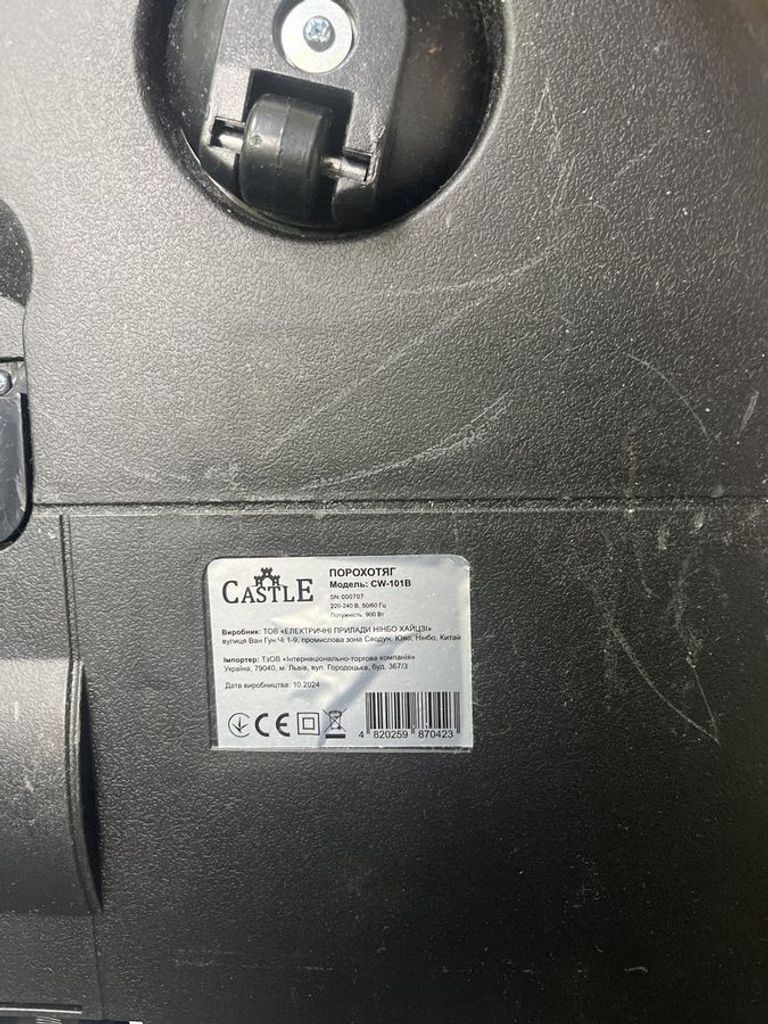 CASTLE
ПОРОХОТЯГ
Модель: CW-101B
SN: 000707
220-240 В, 50/60 Гц
Потужність: 900 Вт
Виробник: ТОВ «ЕЛЕКТРИЧНІ ПРИЛАДИ НІНБО ХАЙЦЗІ»
вулиця Ван Гун Чі 1-9, промислова зона Сводун, Юяо, Нінбо, Китай
Імпортер: ТзОВ «Інтернаціонально-торгова компанія»
Україна, 79040, м. Львів, вул. Городоцька, буд. 367/3
Дата виробництва: 10.2024
CE
4 820259 870423